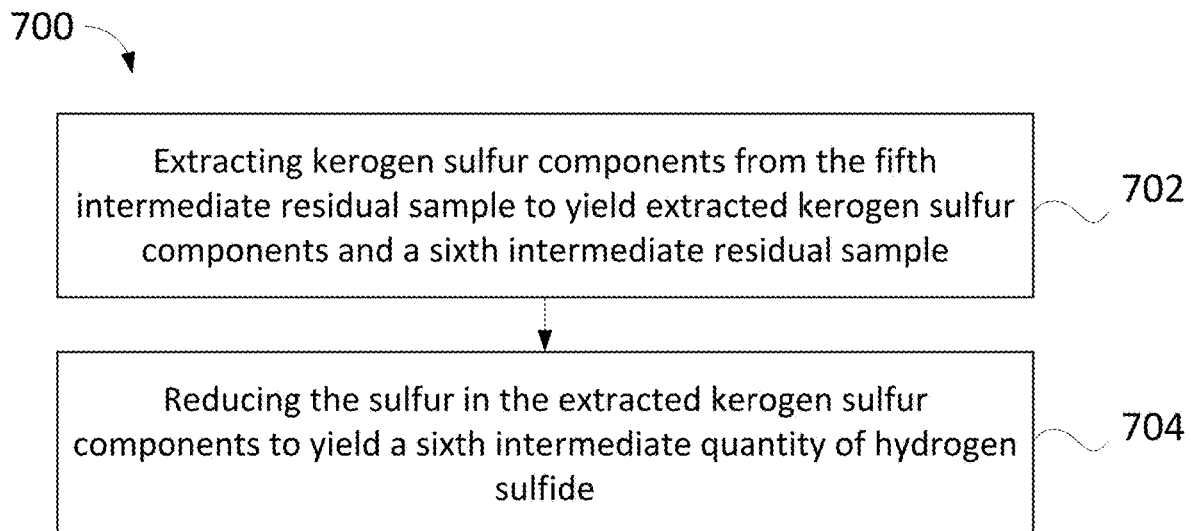 700
Extracting kerogen sulfur components from the fifth
intermediate residual sample to yield extracted kerogen sulfur
components and a sixth intermediate residual sample
702
Reducing the sulfur in the extracted kerogen sulfur
components to yield a sixth intermediate quantity of hydrogen
sulfide
704